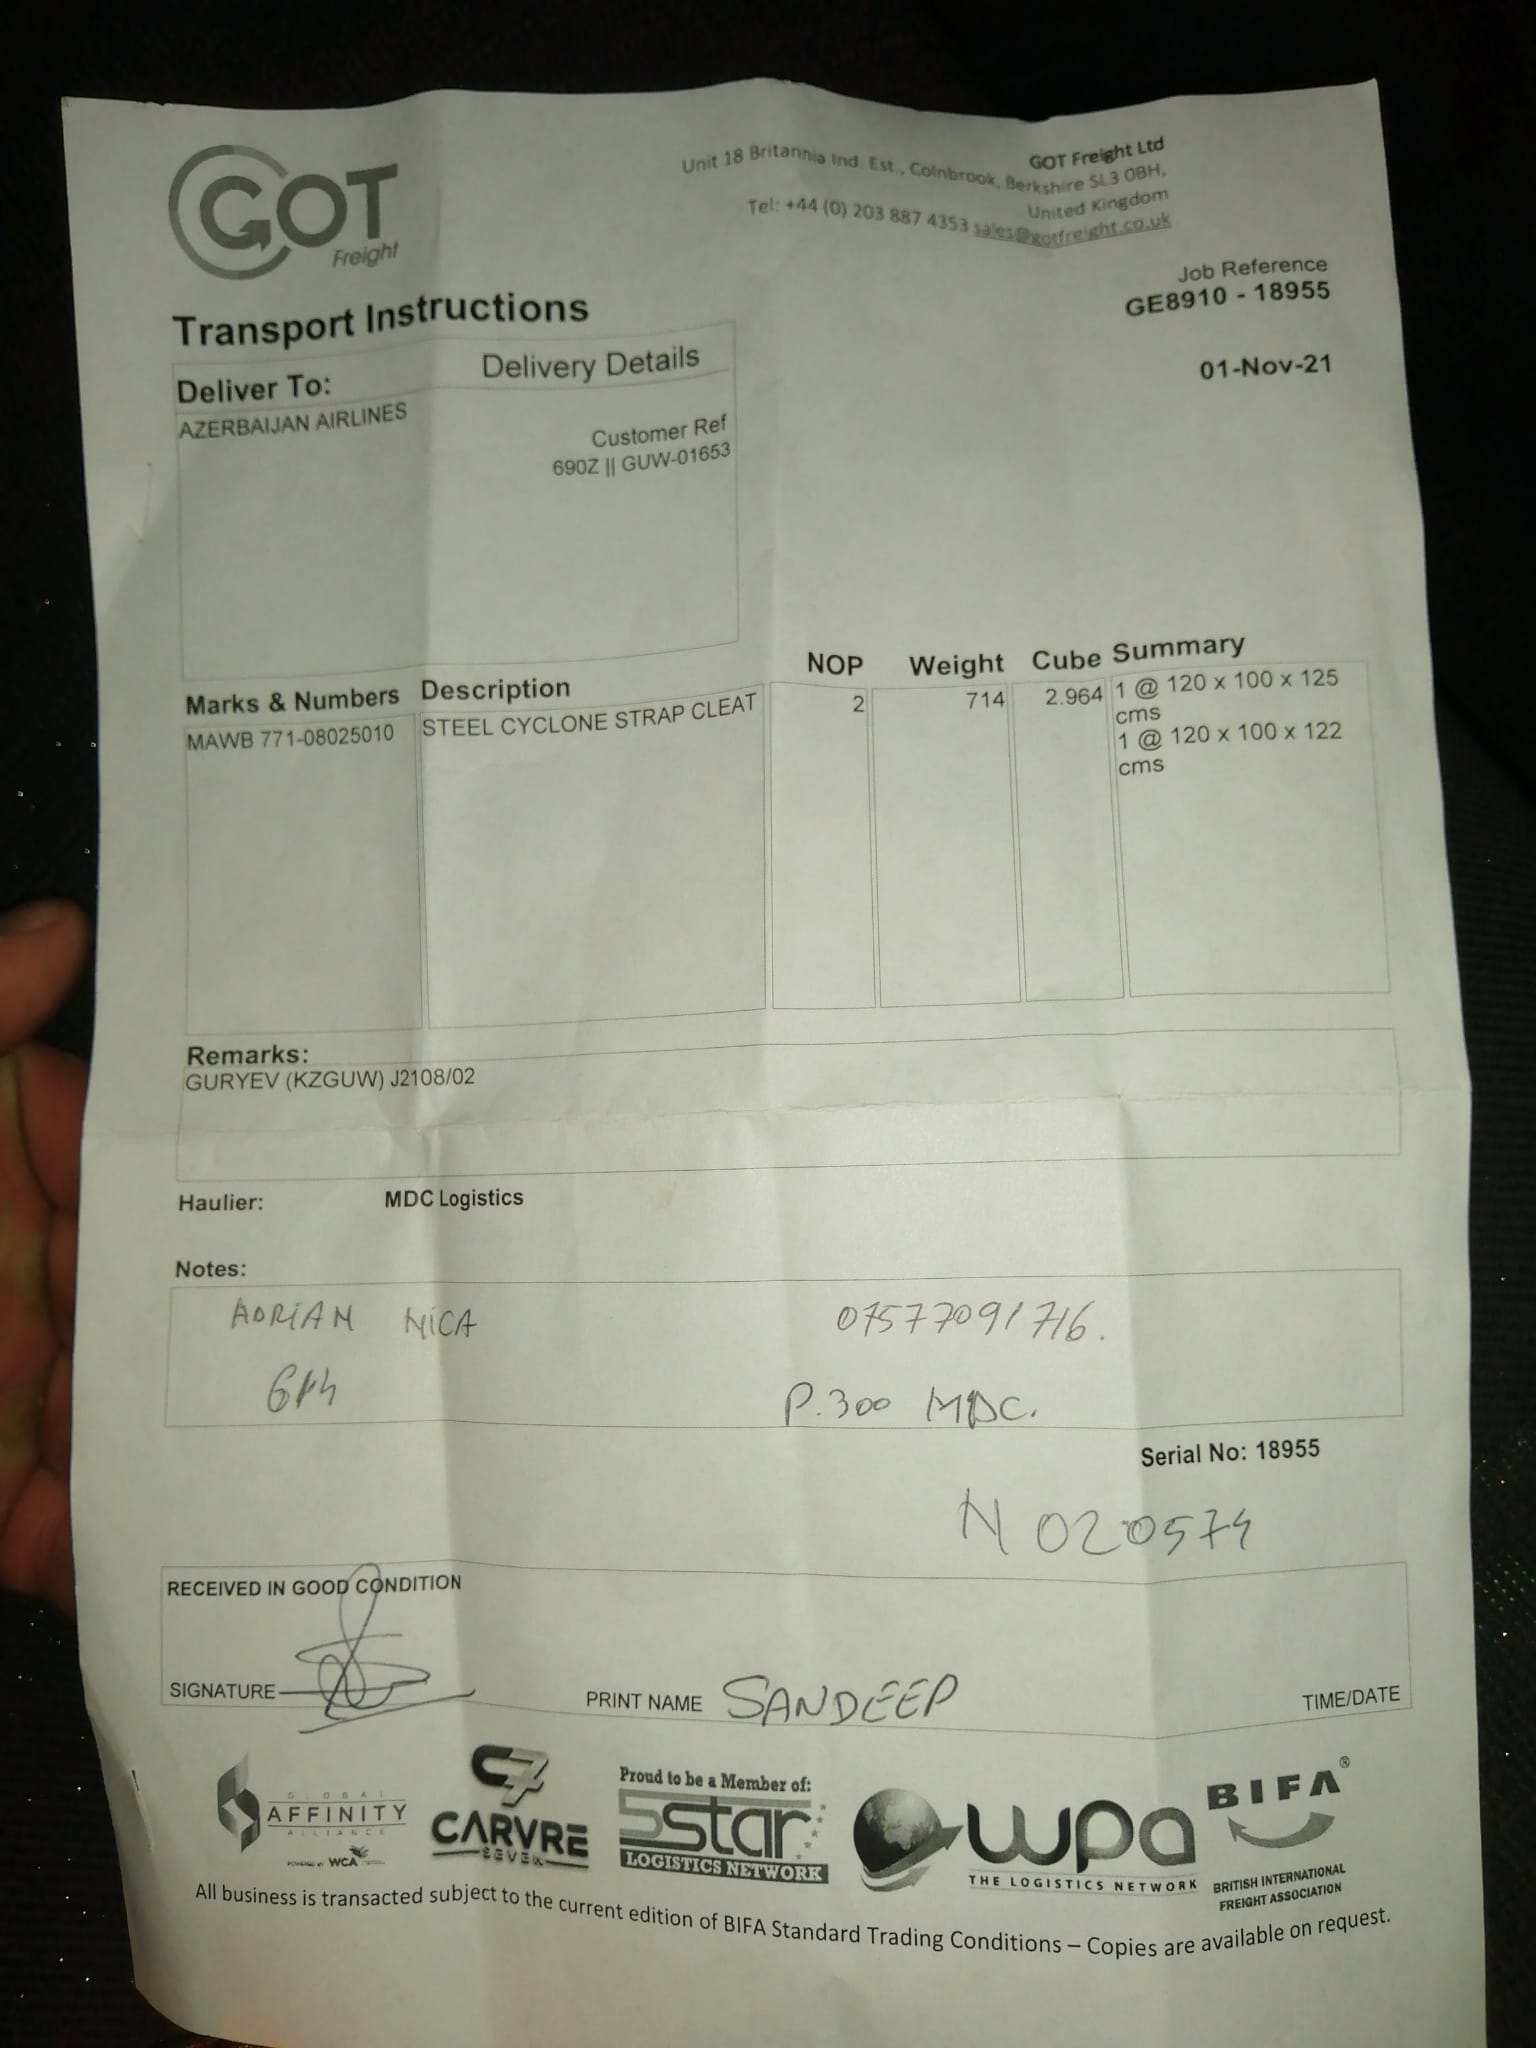 GOT
Freight
GOT Freight Ltd
Unit 18 Britannia Ind. Est., Colnbrook, Berkshire SL3 0BH,
United Kingdom
Tel: +44 (0) 203 887 4353 sales@gotfreight.co.uk
Job Reference
GE8910 - 18955
01-Nov-21
Transport Instructions
Delivery Details
Deliver To:
AZERBAIJAN AIRLINES
Customer Ref
690Z || GUW-01653
Marks & Numbers Description NOP Weight Cube Summary
MAWB 771-08025010 STEEL CYCLONE STRAP CLEAT 2 714 2.964 1 @ 120 x 100 x 125
cms
1 @ 120 x 100 x 122
cms
Remarks:
GURYEV (KZGUW) J2108/02
Haulier: MDC Logistics
Notes:
ADRIAN NICA 07577091716.
P.300 MDC.
Serial No: 18955
N 020574
RECEIVED IN GOOD CONDITION
SIGNATURE PRINT NAME SANDEEP TIME/DATE
GLOBAL
AFFINITY
ALLIANCE
POWERED BY WCA
C7
CARVRE
SEVEN
Proud to be a Member of:
5star
LOGISTICS NETWORK
wpa
THE LOGISTICS NETWORK
BIFA®
BRITISH INTERNATIONAL
FREIGHT ASSOCIATION
All business is transacted subject to the current edition of BIFA Standard Trading Conditions – Copies are available on request.